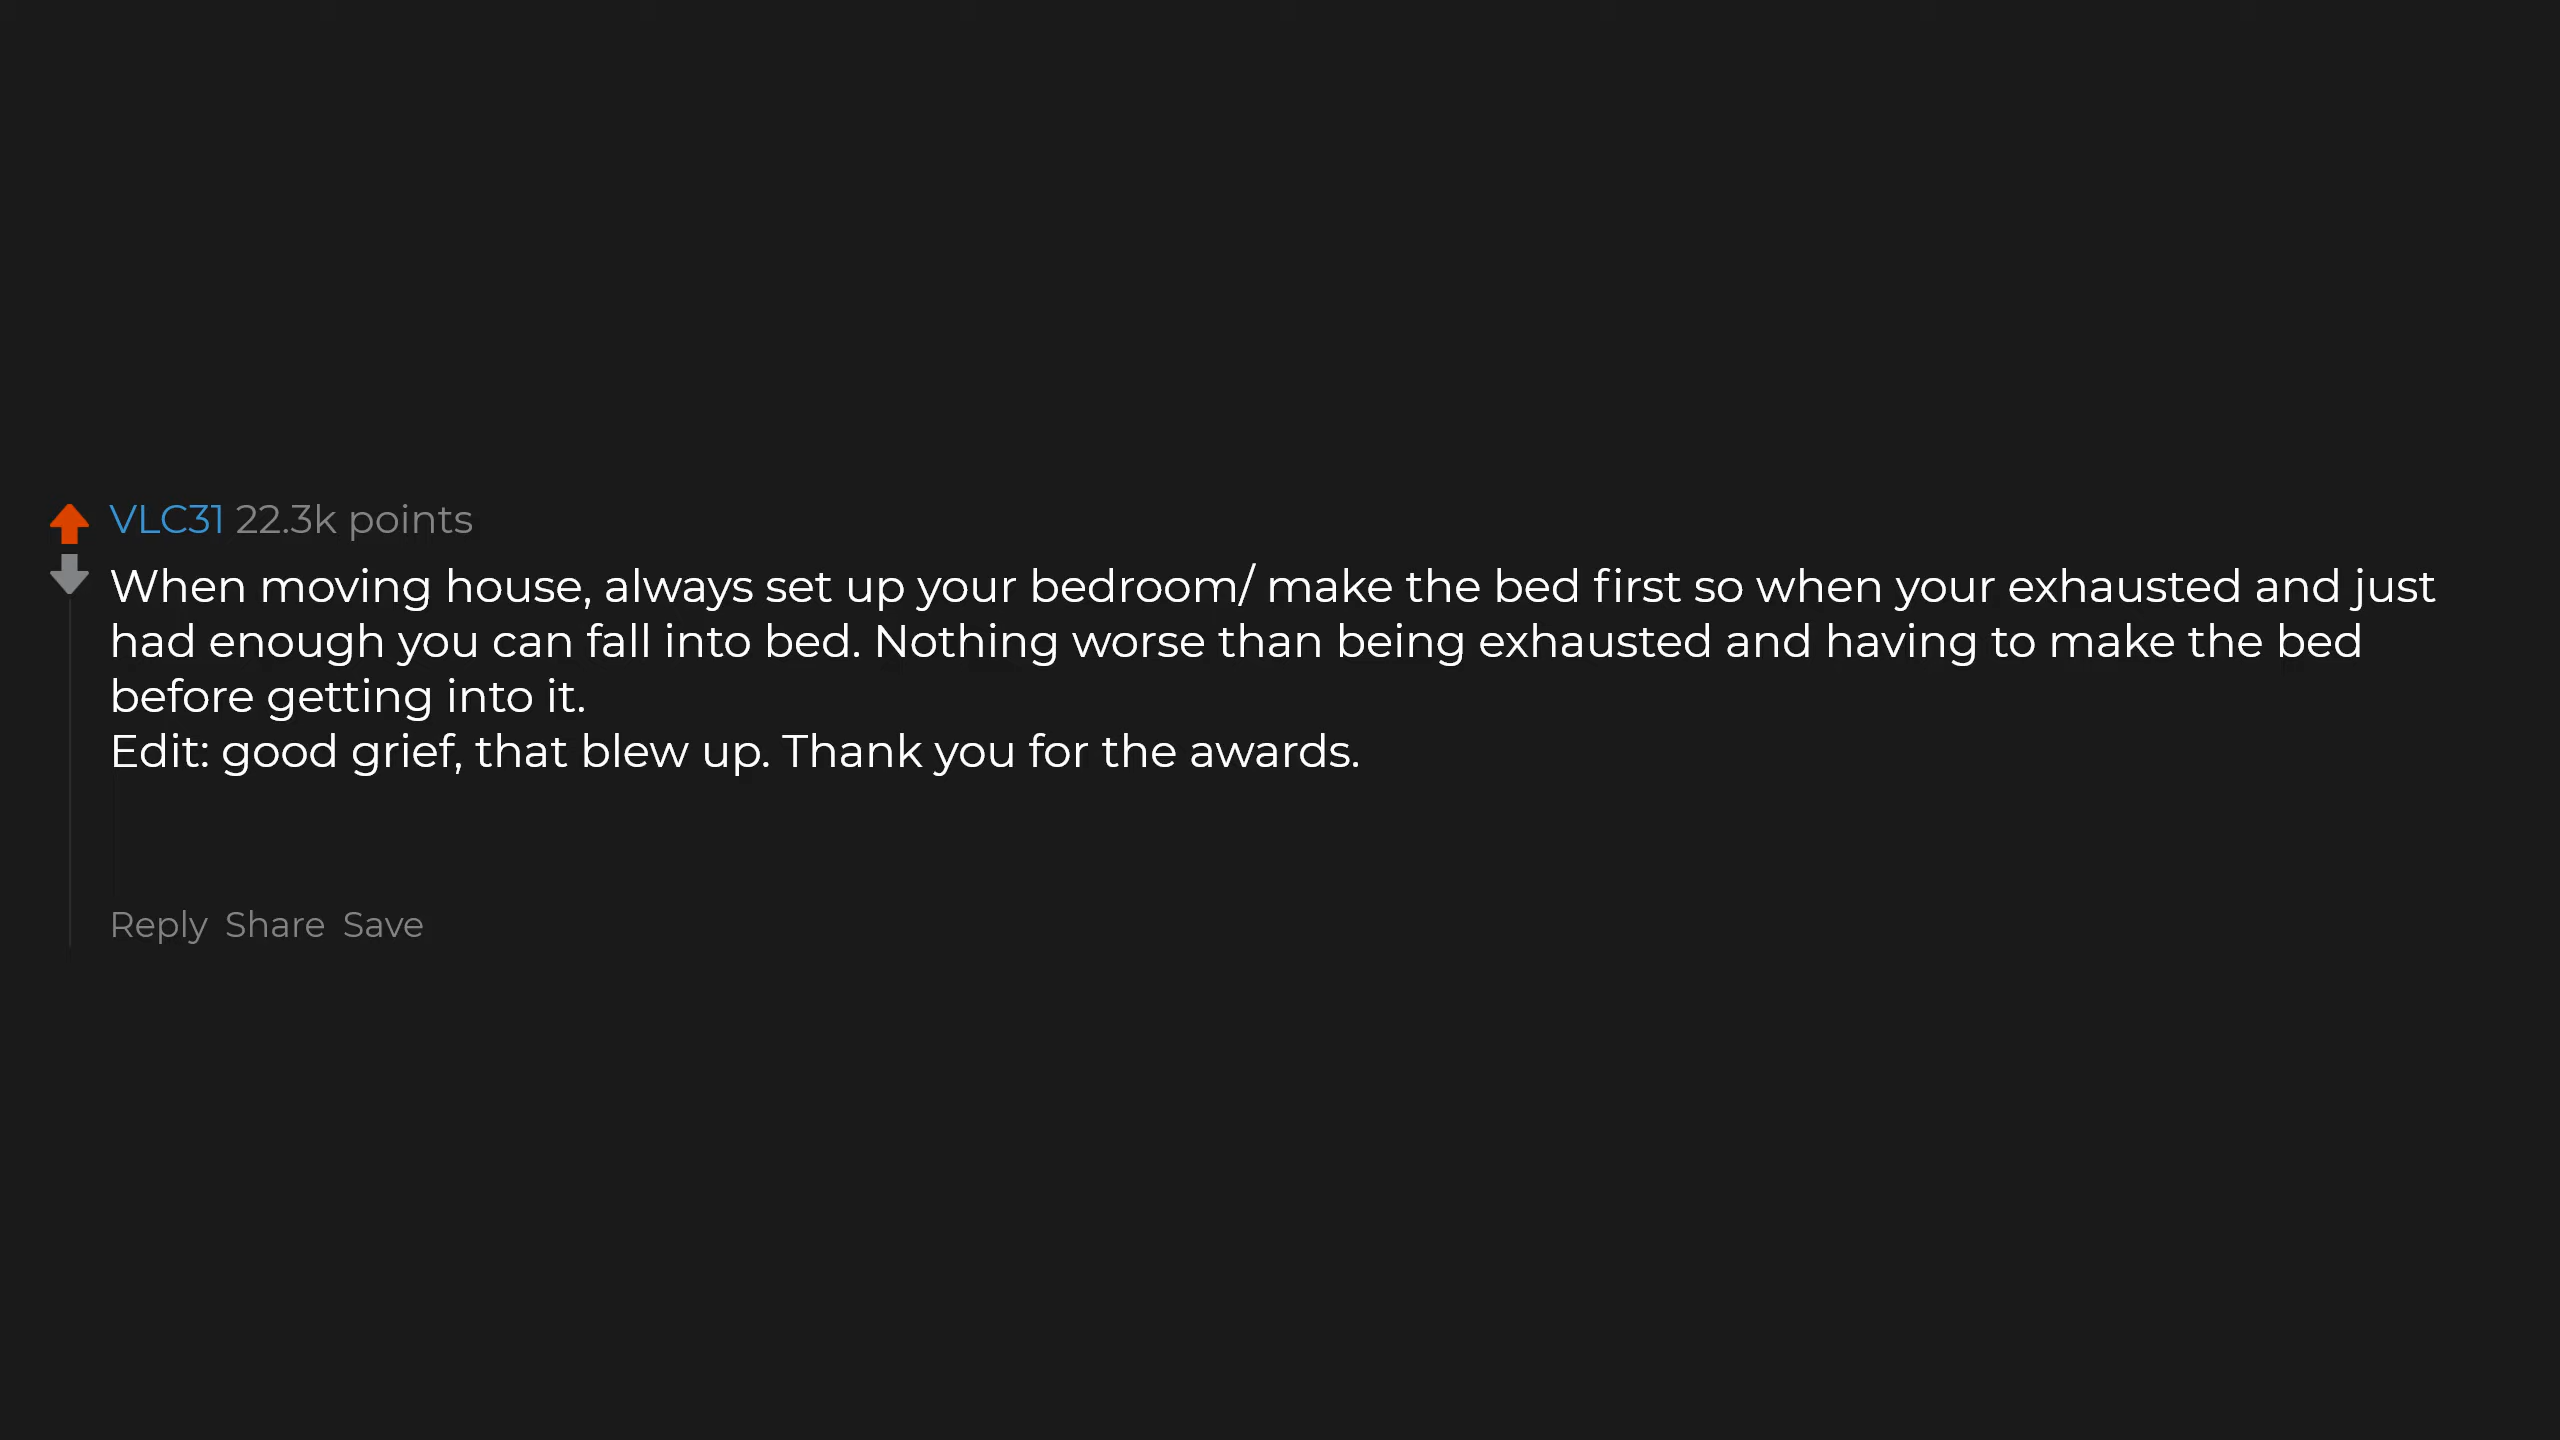 VLC31 22.3k points
When moving house, always set up your bedroom/ make the bed first so when your exhausted and just
had enough you can fall into bed. Nothing worse than being exhausted and having to make the bed
before getting into it.
Edit: good grief, that blew up. Thank you for the awards.
Reply Share Save